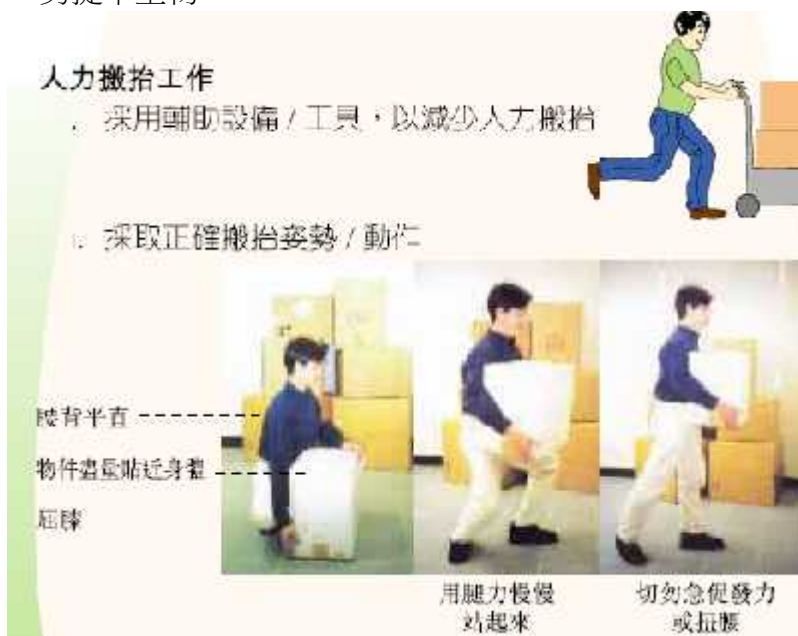 人力搬抬工作
採用輔助設備 / 工具，以減少人力搬抬
採取正確搬抬姿勢 / 動作
腰背平直
物件盡量貼近身體
屈膝
用腿力慢慢
站起來
切勿急促發力
或扭腰